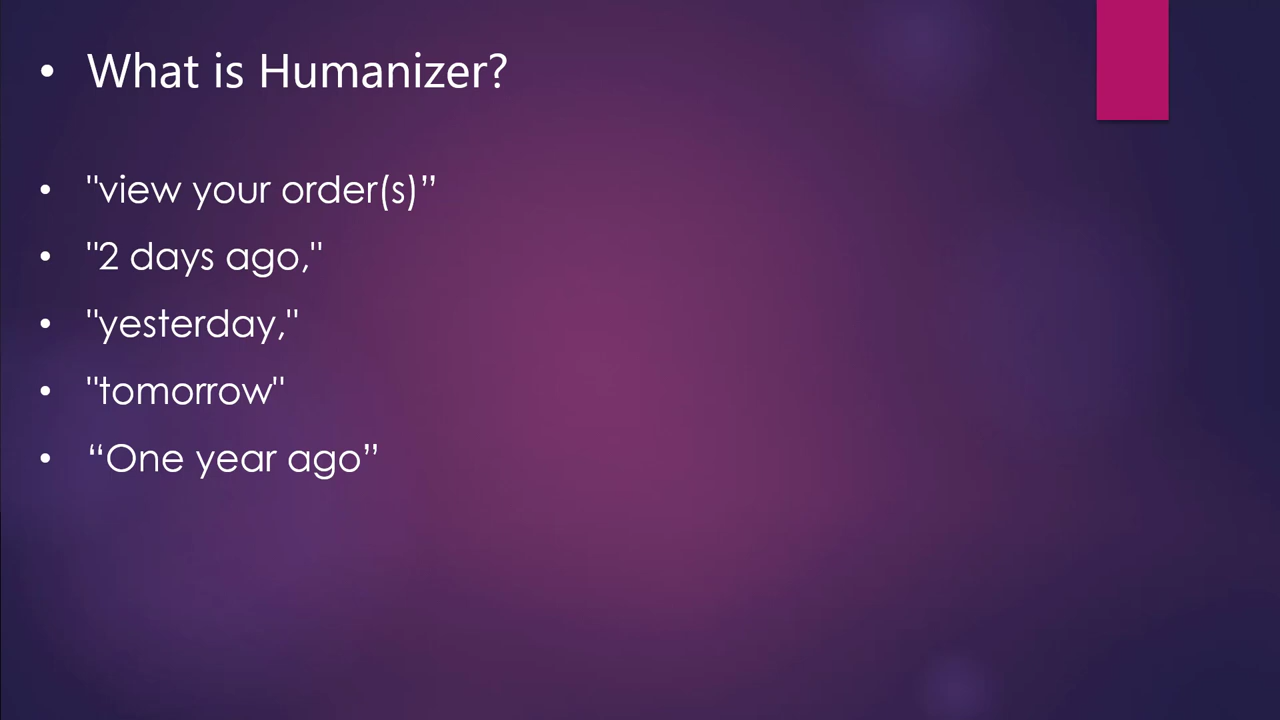 • What is Humanizer?
• "view your order(s)”
• "2 days ago,"
• "yesterday,"
• "tomorrow"
• “One year ago”